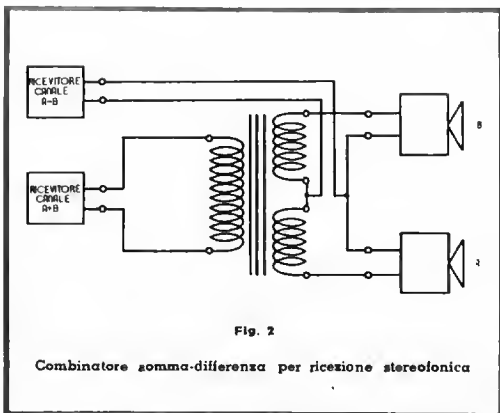 RICEVITORE
CANALE
A-B
RICEVITORE
CANALE
A+B
B
A
Fig. 2
Combinatore somma-differenza per ricezione stereofonica